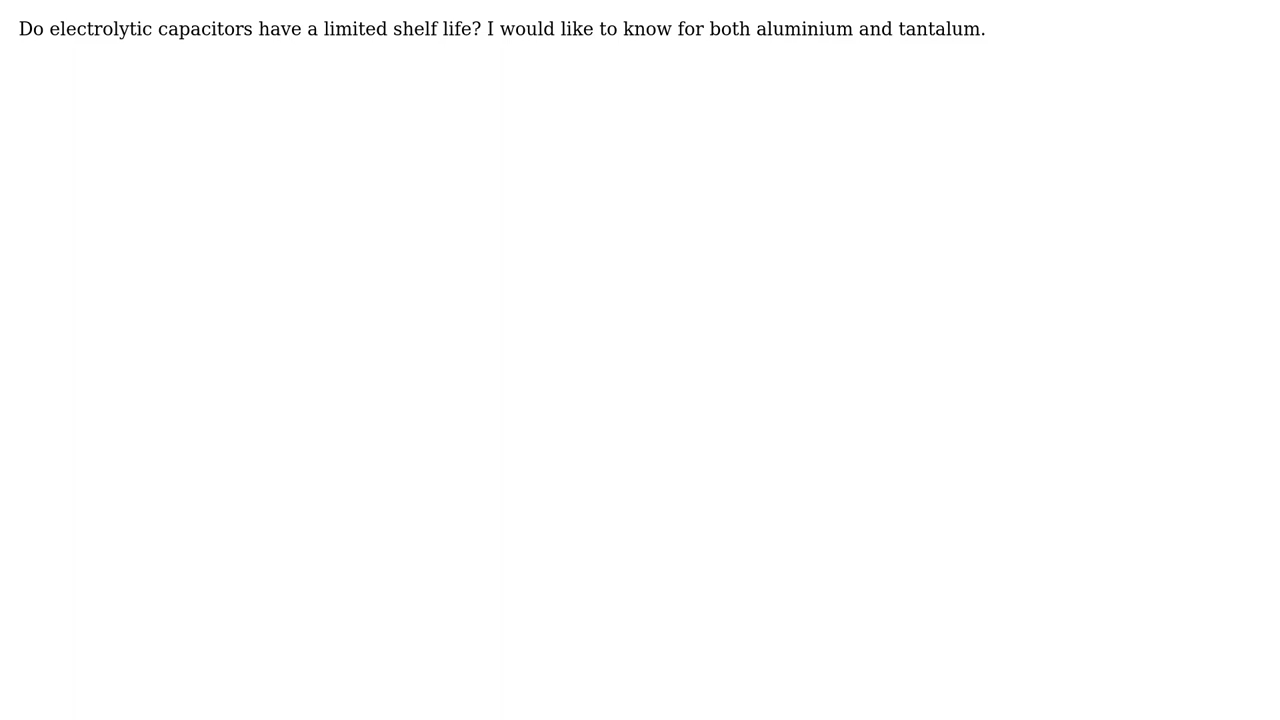 Do electrolytic capacitors have a limited shelf life? I would like to know for both aluminium and tantalum.